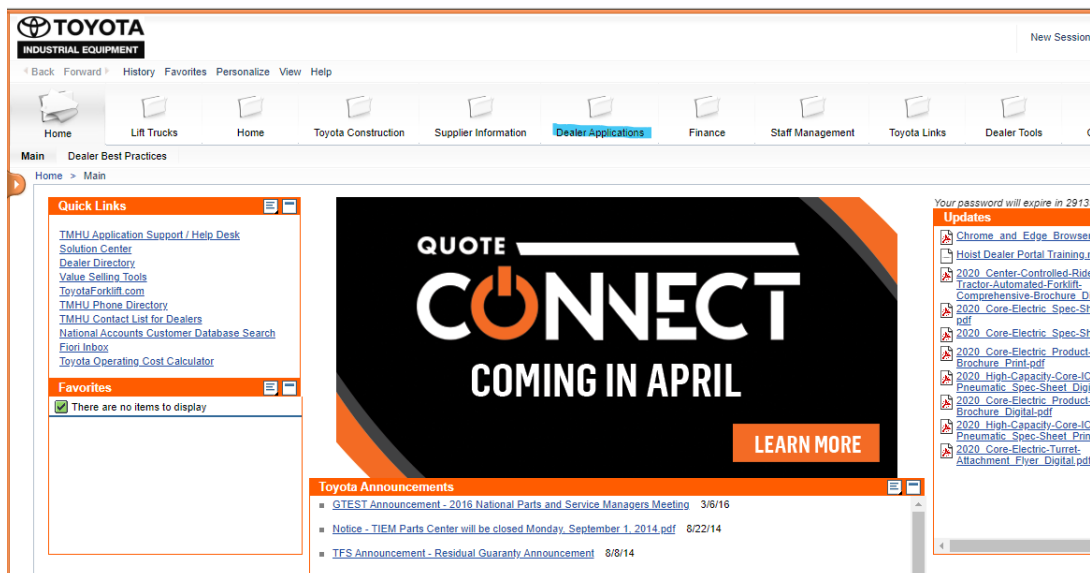 TOYOTA
INDUSTRIAL EQUIPMENT
New Session
Back Forward History Favorites Personalize View Help
Home Lift Trucks Home Toyota Construction Supplier Information Dealer Applications Finance Staff Management Toyota Links Dealer Tools
Main Dealer Best Practices
Home > Main
Quick Links
TMHU Application Support / Help Desk
Solution Center
Dealer Directory
Value Selling Tools
ToyotaForklift.com
TMHU Phone Directory
TMHU Contact List for Dealers
National Accounts Customer Database Search
Fiori Inbox
Toyota Operating Cost Calculator
Favorites
There are no items to display
QUOTE
CONNECT
COMING IN APRIL
LEARN MORE
Toyota Announcements
GTEST Announcement - 2016 National Parts and Service Managers Meeting 3/6/16
Notice - TIEM Parts Center will be closed Monday, September 1, 2014.pdf 8/22/14
TFS Announcement - Residual Guaranty Announcement 8/8/14
Your password will expire in 2913
Updates
Chrome and Edge Browser
Hoist Dealer Portal Training.
2020 Center-Controlled-Ride
Tractor-Automated-Forklift-
Comprehensive-Brochure D
2020 Core-Electric Spec-Sh
pdf
2020 Core-Electric Spec-Sh
2020 Core-Electric Product-
Brochure Print-pdf
2020 High-Capacity-Core-IC
Pneumatic Spec-Sheet Digi
2020 Core-Electric Product-
Brochure Digital-pdf
2020 High-Capacity-Core-IC
Pneumatic Spec-Sheet Prin
2020 Core-Electric-Turret-
Attachment Flyer Digital.pdf